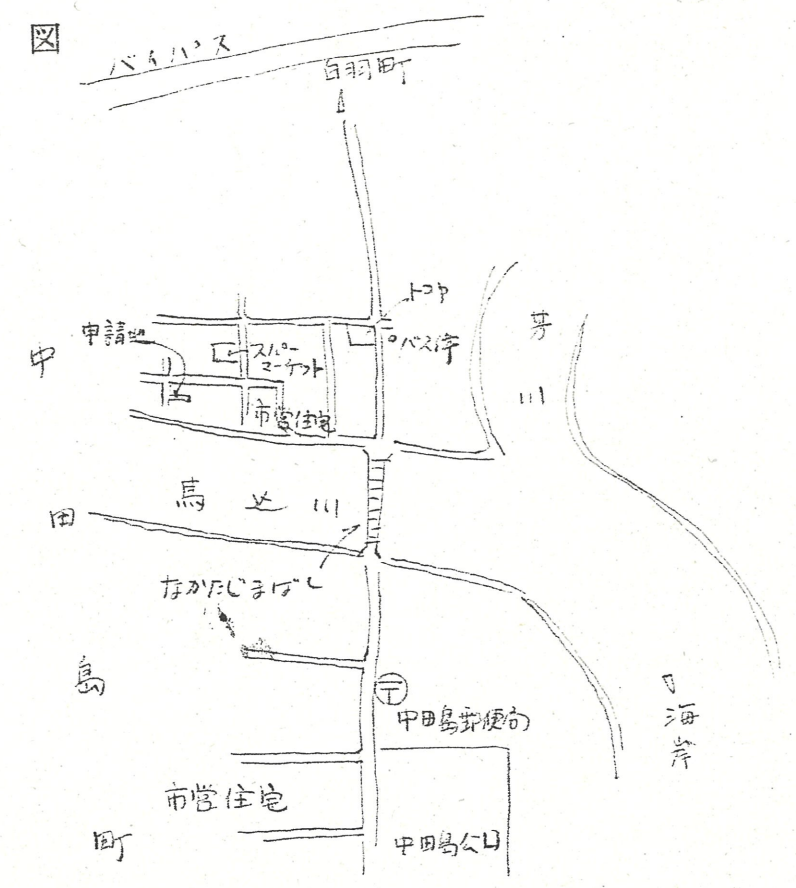 図
バイパス
白羽町
トコヤ
バス停
芳川
申請地
スパー
マーケット
市営住宅
馬込川
なかたじまばし
中田島町
〒
中田島郵便局
海岸
市営住宅
中田島公園